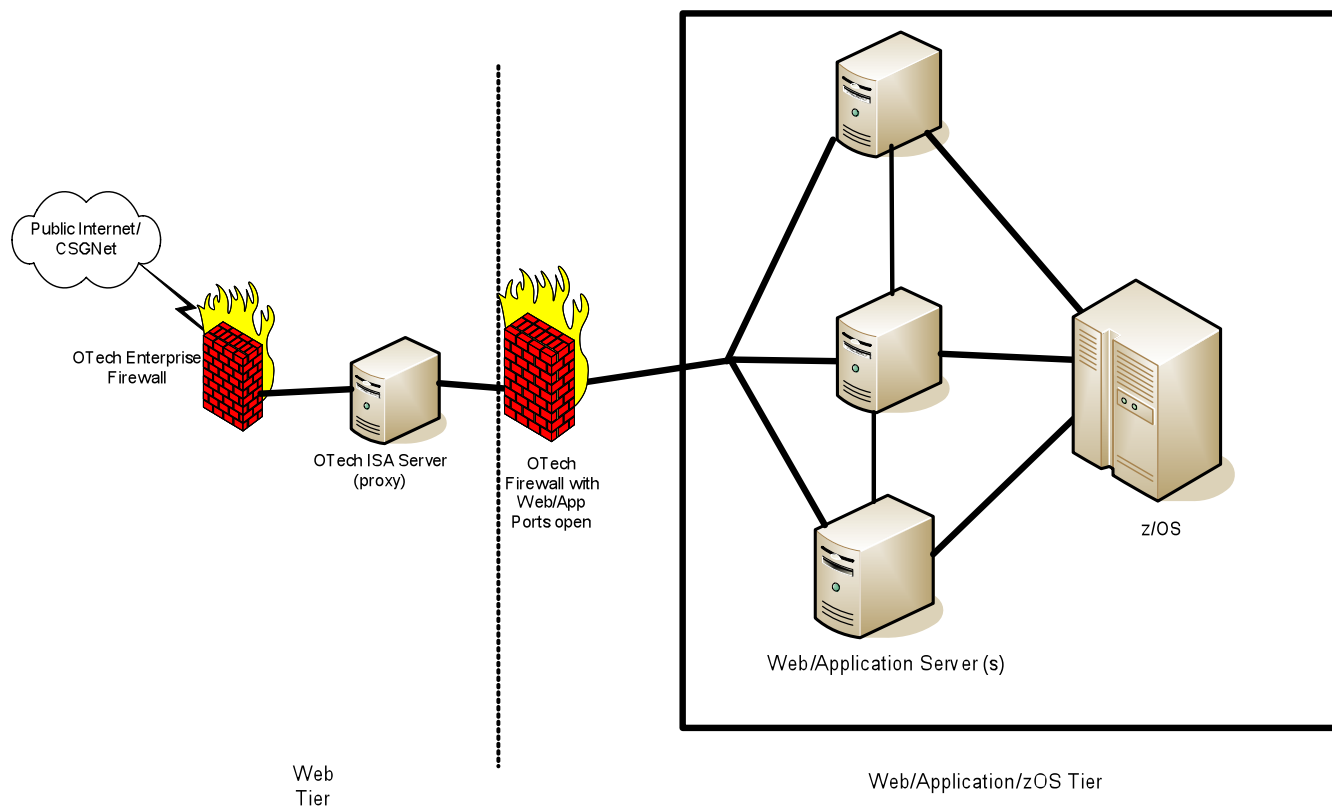 Public Internet/
CSGNet
OTech Enterprise
Firewall
OTech ISA Server
(proxy)
OTech
Firewall with
Web/App
Ports open
z/OS
Web/Application Server (s)
Web
Tier
Web/Application/zOS Tier